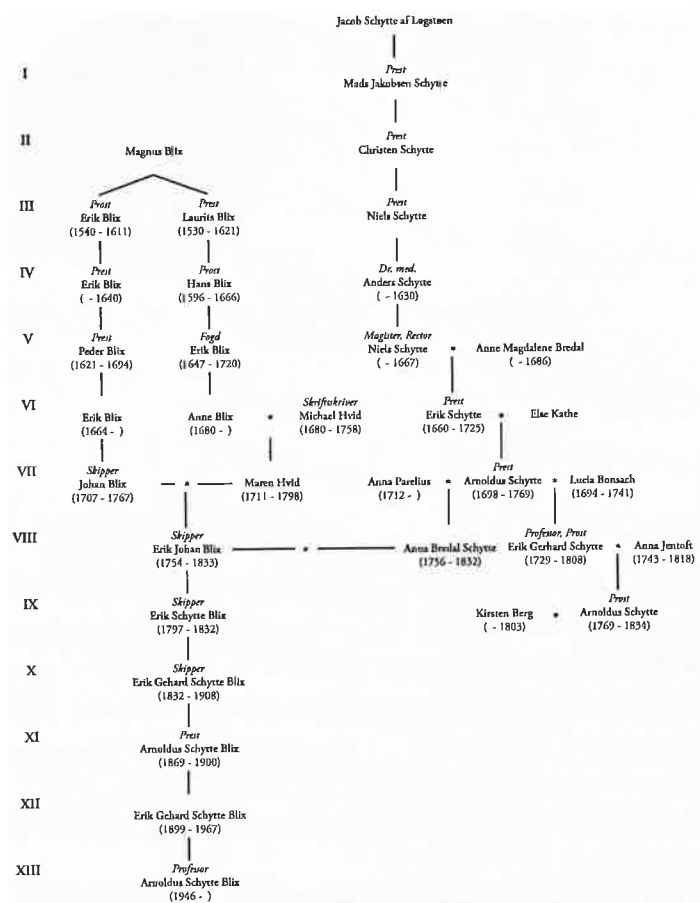 Jacob Schytte af Løgstøen
I
Prest
Mads Jakobsen Schytte
II
Prest
Christen Schytte
Magnus Blix
III
Prost
Erik Blix
(1540 - 1611)
Prest
Laurits Blix
(1530 - 1621)
Prest
Niels Schytte
IV
Prest
Erik Blix
( - 1640)
Prost
Hans Blix
(1596 - 1666)
Dr. med.
Anders Schytte
( - 1630)
V
Prest
Peder Blix
(1621 - 1694)
Fogd
Erik Blix
(1647 - 1720)
Magister, Rector
Niels Schytte
( - 1667)
Anne Magdalene Bredal
( - 1686)
VI
Erik Blix
(1664 - )
Anne Blix
(1680 - )
Skriftskriver
Michael Hvid
(1680 - 1758)
Prest
Erik Schytte
(1660 - 1725)
Else Kathe
VII
Skipper
Johan Blix
(1707 - 1767)
Maren Hvid
(1711 - 1798)
Anna Parelius
(1712 - )
Prest
Arnoldus Schytte
(1698 - 1769)
Lucia Bonsach
(1694 - 1741)
VIII
Skipper
Erik Johan Blix
(1754 - 1833)
Anna Bredal Schytte
(1756 - 1832)
Professor, Prost
Erik Gerhard Schytte
(1729 - 1808)
Anna Jentoft
(1743 - 1818)
IX
Skipper
Erik Schytte Blix
(1797 - 1832)
Kirsten Berg
( - 1803)
Prost
Arnoldus Schytte
(1769 - 1834)
X
Skipper
Erik Gehard Schytte Blix
(1832 - 1908)
XI
Prest
Arnoldus Schytte Blix
(1869 - 1900)
XII
Erik Gehard Schytte Blix
(1899 - 1967)
XIII
Professor
Arnoldus Schytte Blix
(1946 - )